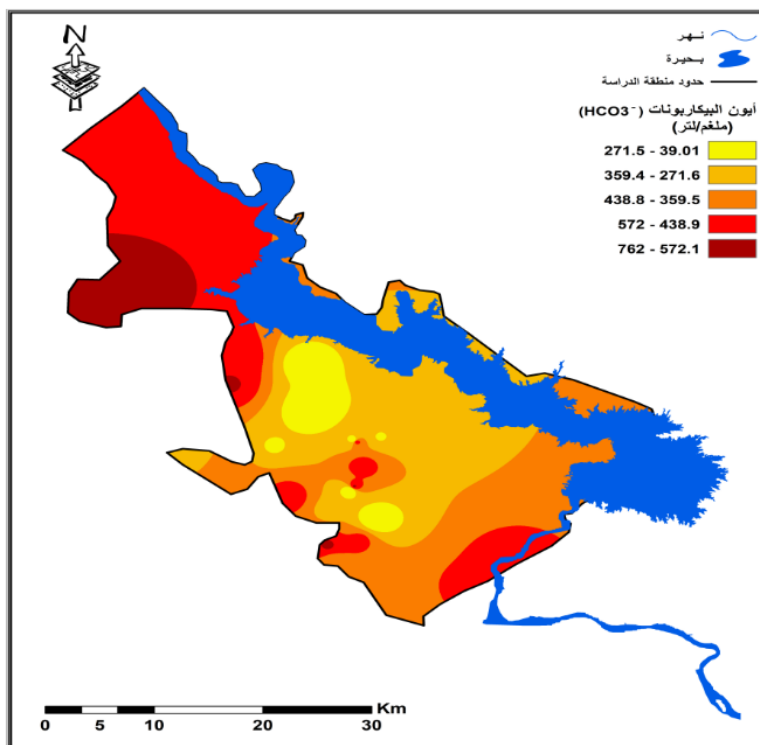 N
نهر
بحيرة
حدود منطقة الدراسة
أيون البيكاربونات (HCO3⁻)
(ملغم/لتر)
271.5 - 39.01
359.4 - 271.6
438.8 - 359.5
572 - 438.9
762 - 572.1
Km
0 5 10 20 30